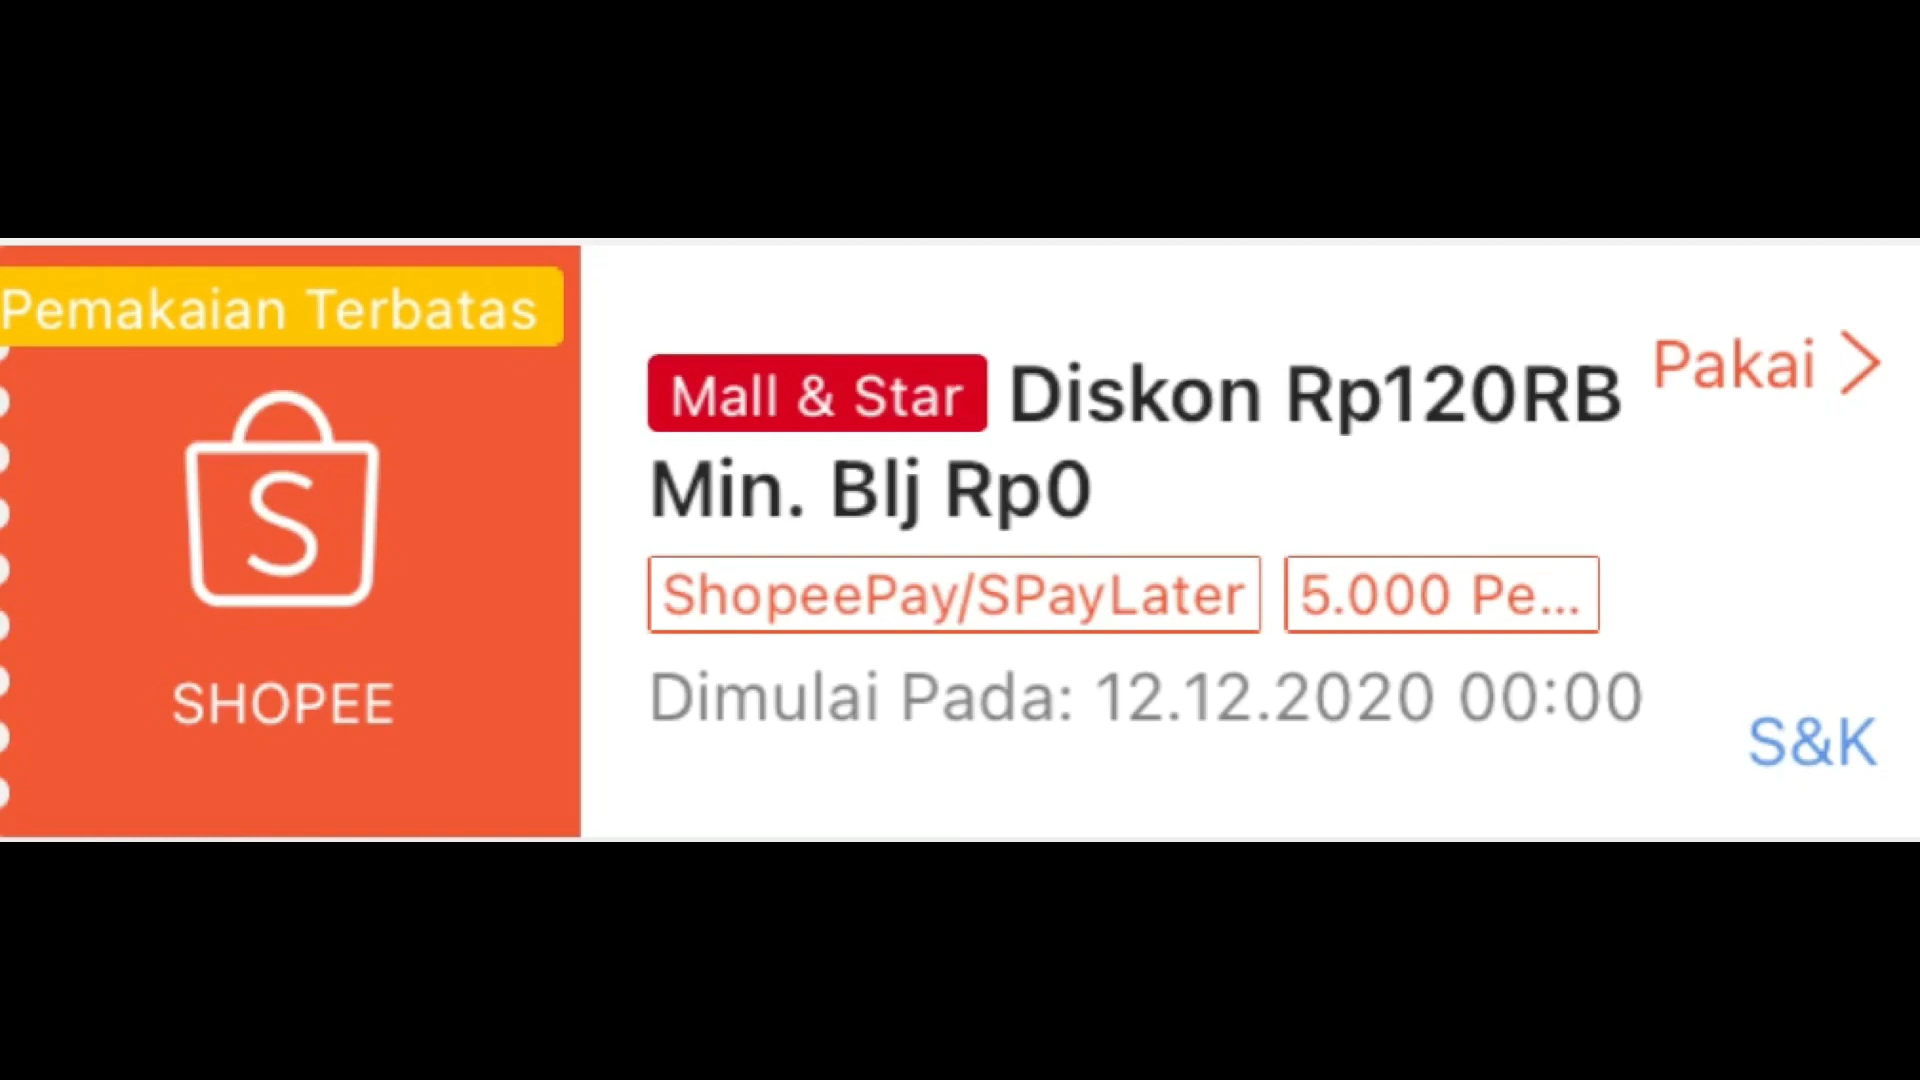 Pemakaian Terbatas
S
SHOPEE
Mall & Star Diskon Rp120RB
Min. Blj Rp0
ShopeePay/SPayLater 5.000 Pe...
Dimulai Pada: 12.12.2020 00:00
Pakai
S&K